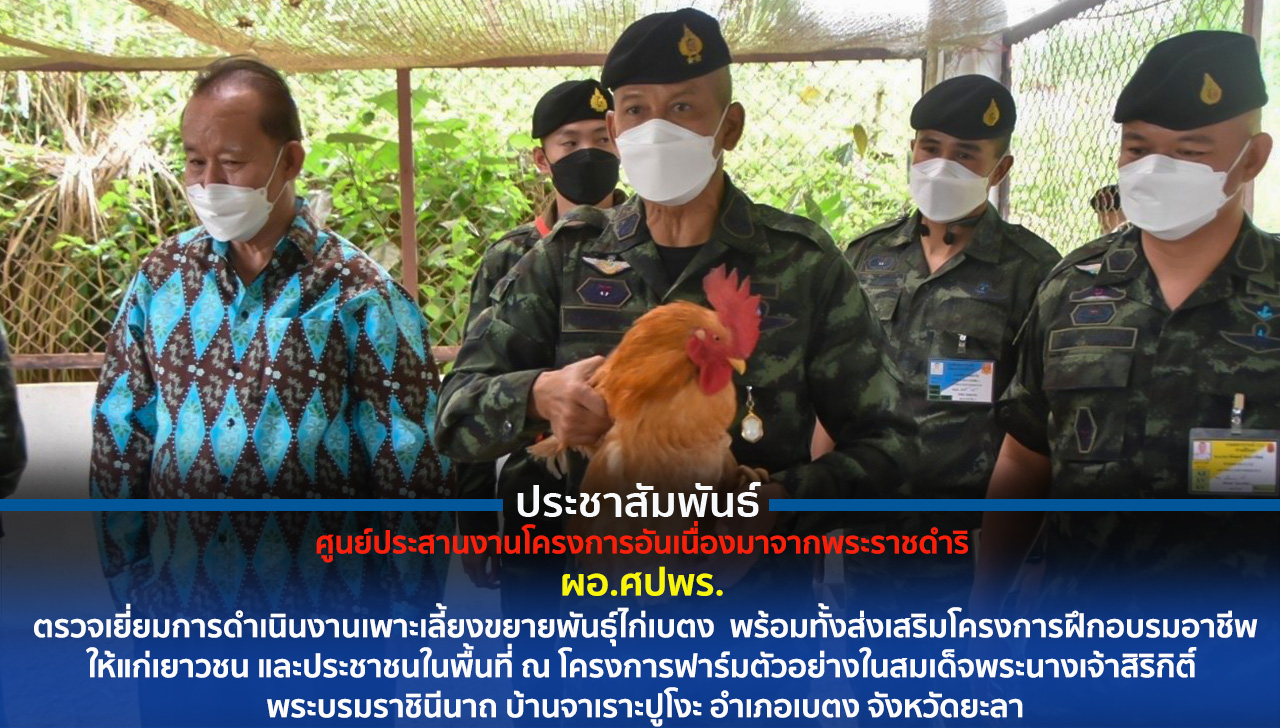 ประชาสัมพันธ์
ศูนย์ประสานงานโครงการอันเนื่องมาจากพระราชดำริ
ผอ.ศปพร.
ตรวจเยี่ยมการดำเนินงานเพาะเลี้ยงขยายพันธุ์ไก่เบตง พร้อมทั้งส่งเสริมโครงการฝึกอบรมอาชีพ
ให้แก่เยาวชน และประชาชนในพื้นที่ ณ โครงการฟาร์มตัวอย่างในสมเด็จพระนางเจ้าสิริกิติ์
พระบรมราชินีนาถ บ้านจาเราะปูโงะ อำเภอเบตง จังหวัดยะลา